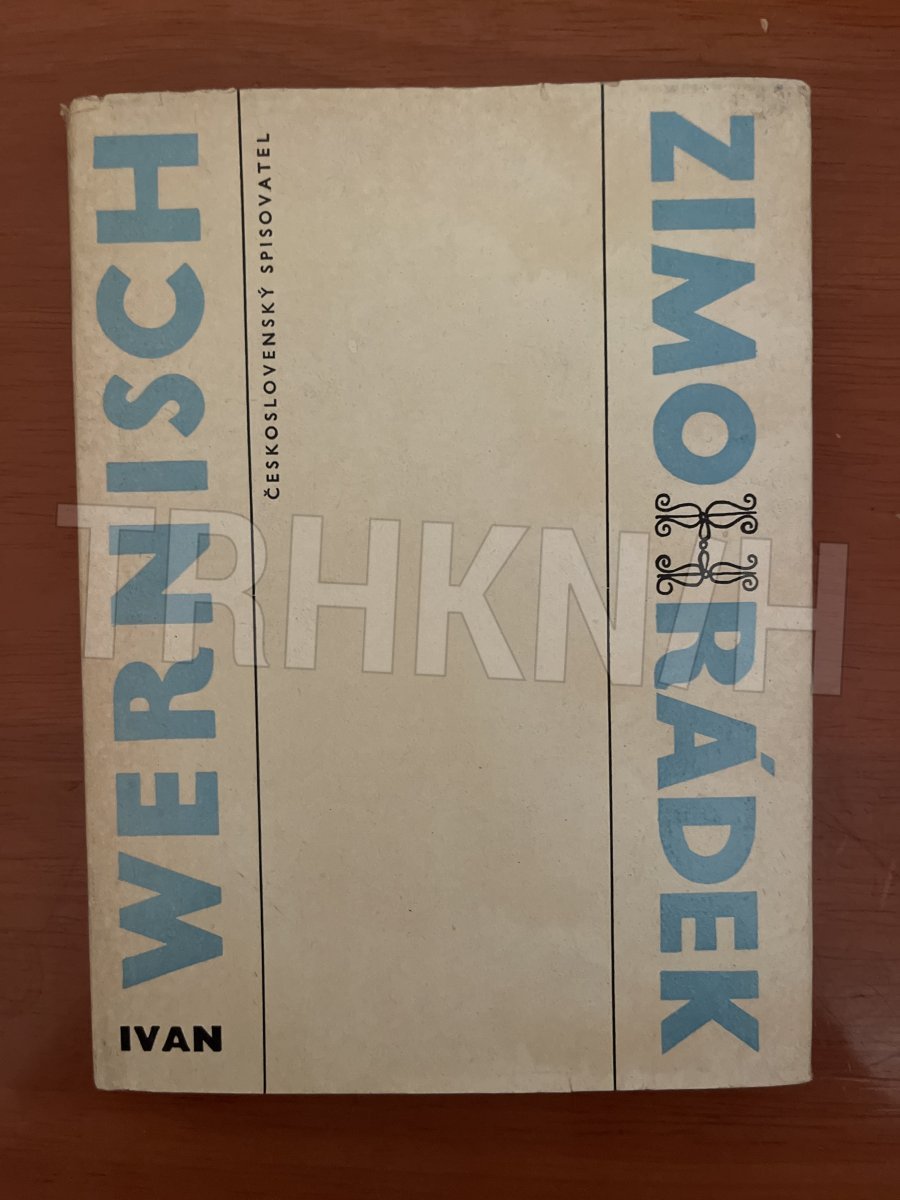 IVAN
WERNISCH
ČESKOSLOVENSKÝ SPISOVATEL
ZIMOHRÁDEK
TRHKNIH